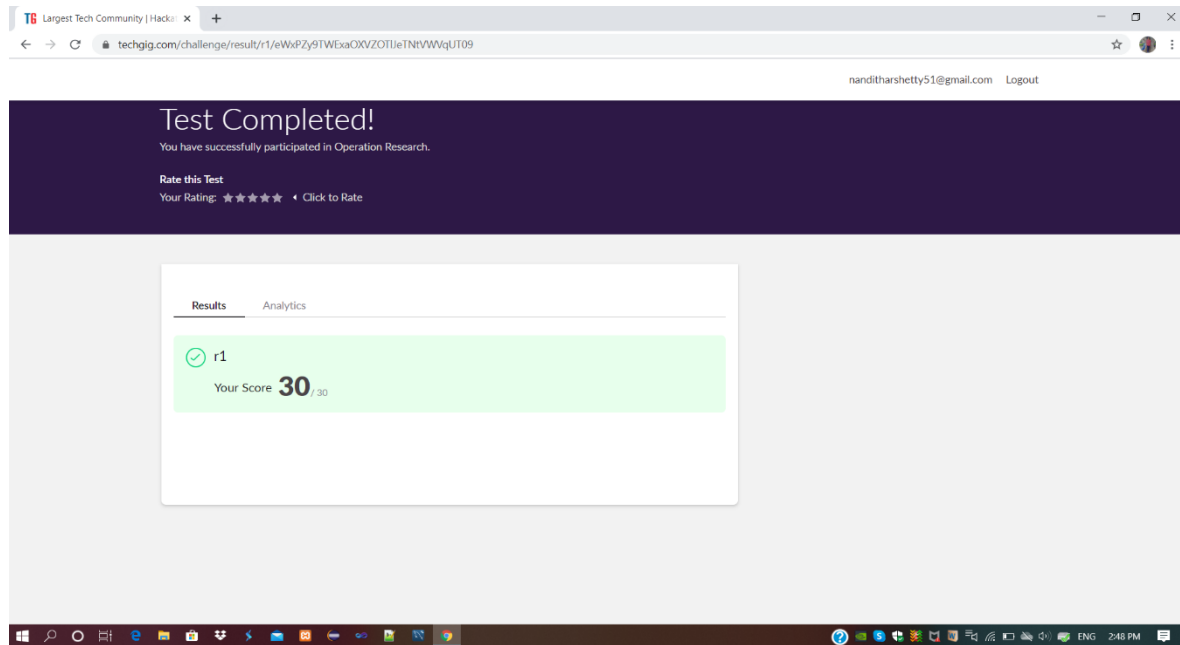 TG Largest Tech Community | Hacka
techgig.com/challenge/result/r1/eWxPZy9TWExaOXVZOTlJeTNtVWVqUT09
nanditharshetty51@gmail.com Logout
Test Completed!
You have successfully participated in Operation Research.
Rate this Test
Your Rating: Click to Rate
Results Analytics
r1
Your Score 30 / 30
ENG 2:48 PM